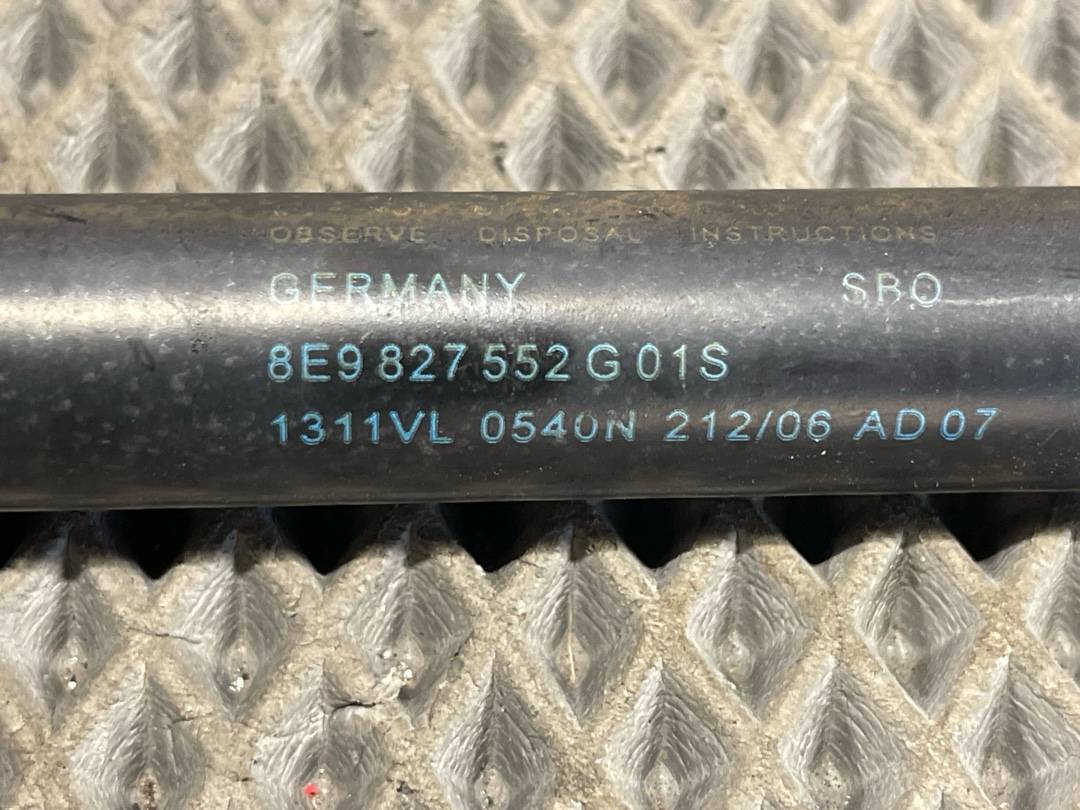 OBSERVE DISPOSAL INSTRUCTIONS
GERMANY SBO
8E9 827 552 G 01S
1311VL 0540N 212/06 AD 07